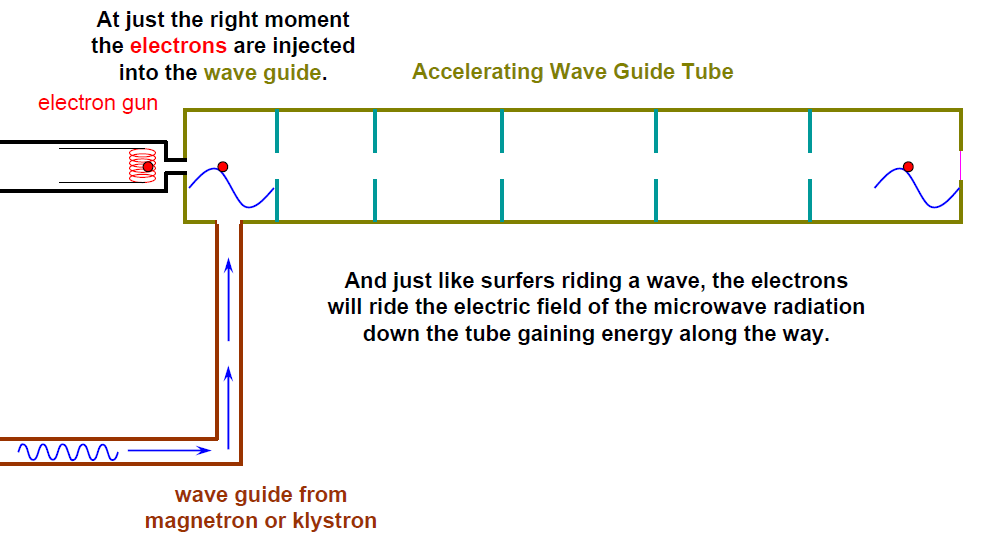 At just the right moment
the electrons are injected
into the wave guide.
Accelerating Wave Guide Tube
electron gun
And just like surfers riding a wave, the electrons
will ride the electric field of the microwave radiation
down the tube gaining energy along the way.
wave guide from
magnetron or klystron